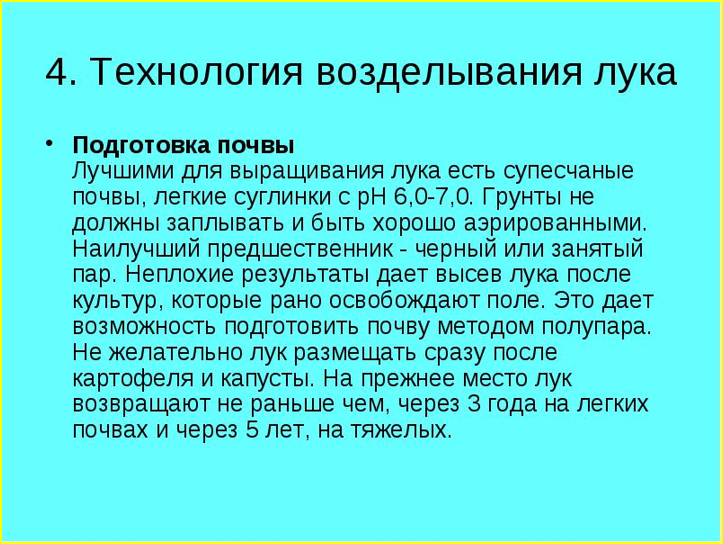 4. Технология возделывания лука
• Подготовка почвы
Лучшими для выращивания лука есть супесчаные
почвы, легкие суглинки с pH 6,0-7,0. Грунты не
должны заплывать и быть хорошо аэрированными.
Наилучший предшественник - черный или занятый
пар. Неплохие результаты дает высев лука после
культур, которые рано освобождают поле. Это дает
возможность подготовить почву методом полупара.
Не желательно лук размещать сразу после
картофеля и капусты. На прежнее место лук
возвращают не раньше чем, через 3 года на легких
почвах и через 5 лет, на тяжелых.